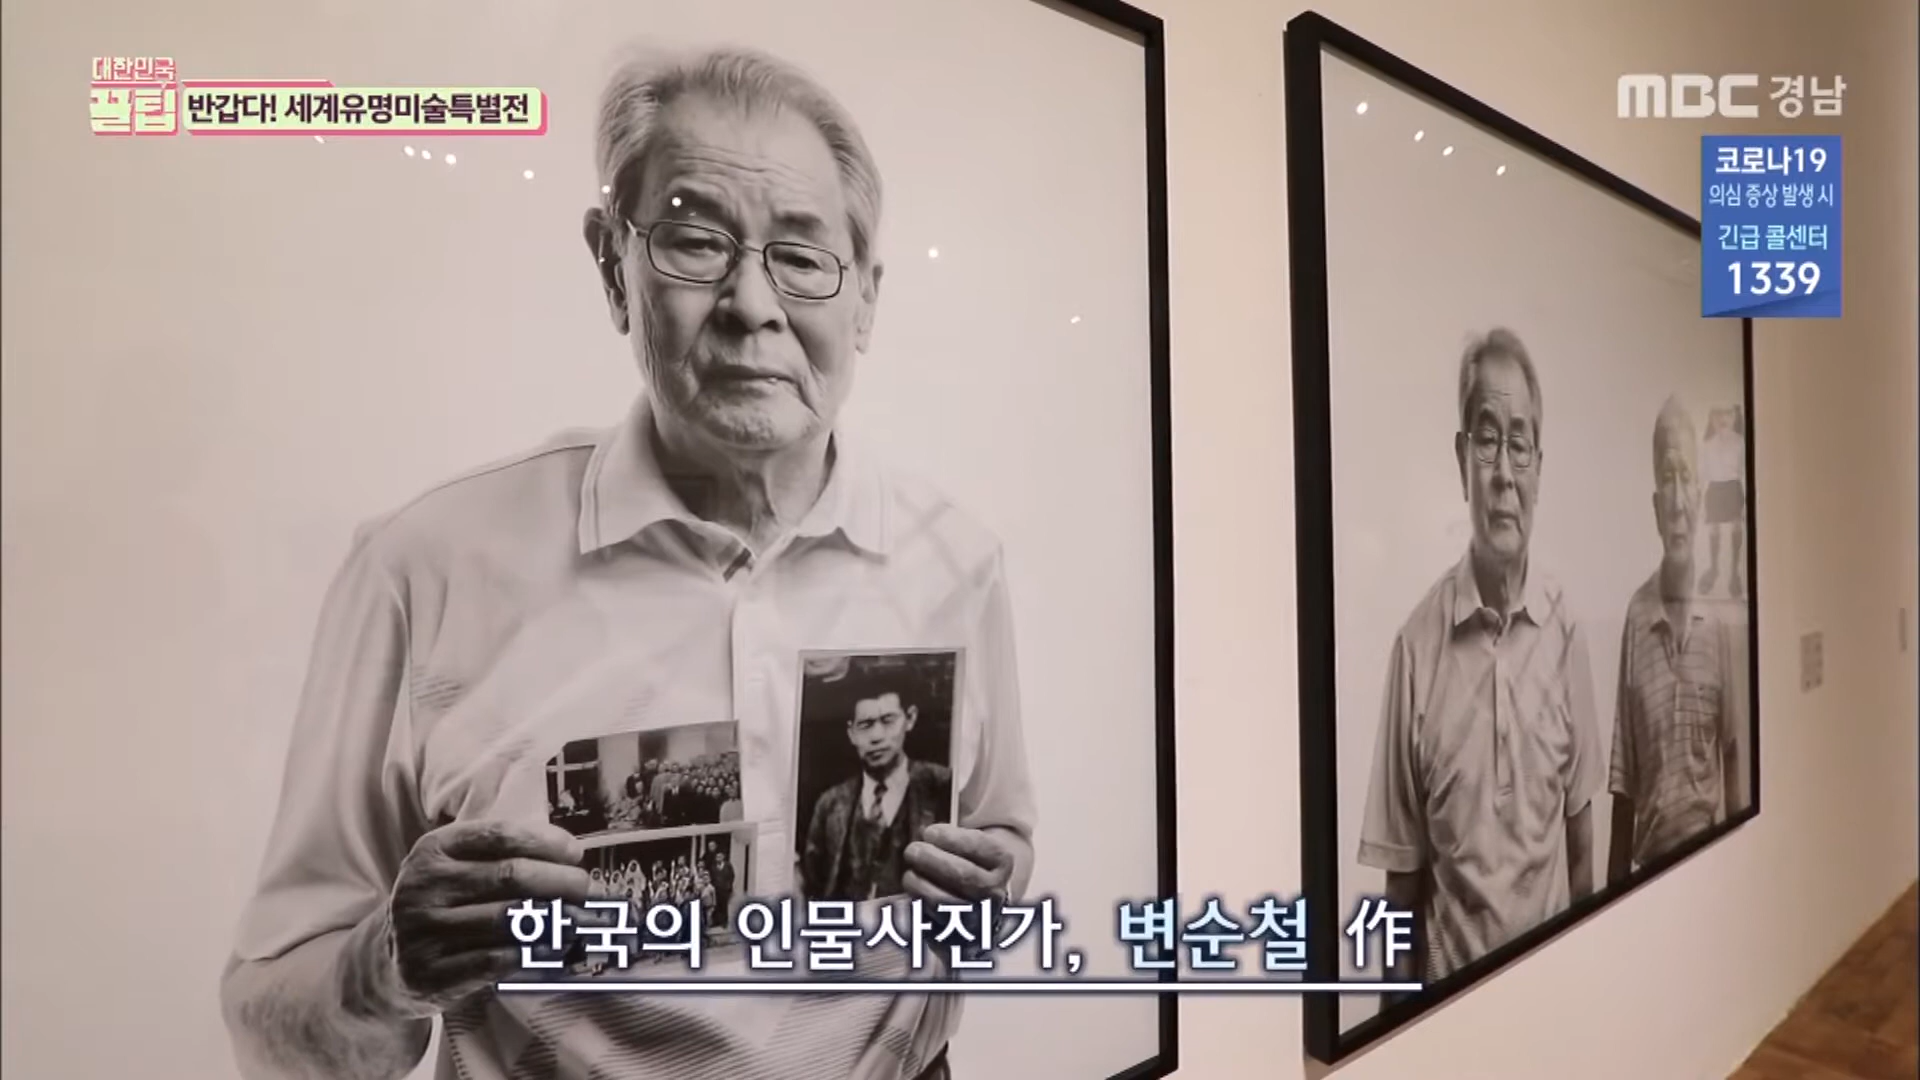 대한민국
꿀팁
반갑다! 세계유명미술특별전
MBC 경남
코로나19
의심 증상 발생 시
긴급 콜센터
1339
한국의 인물사진가, 변순철 作